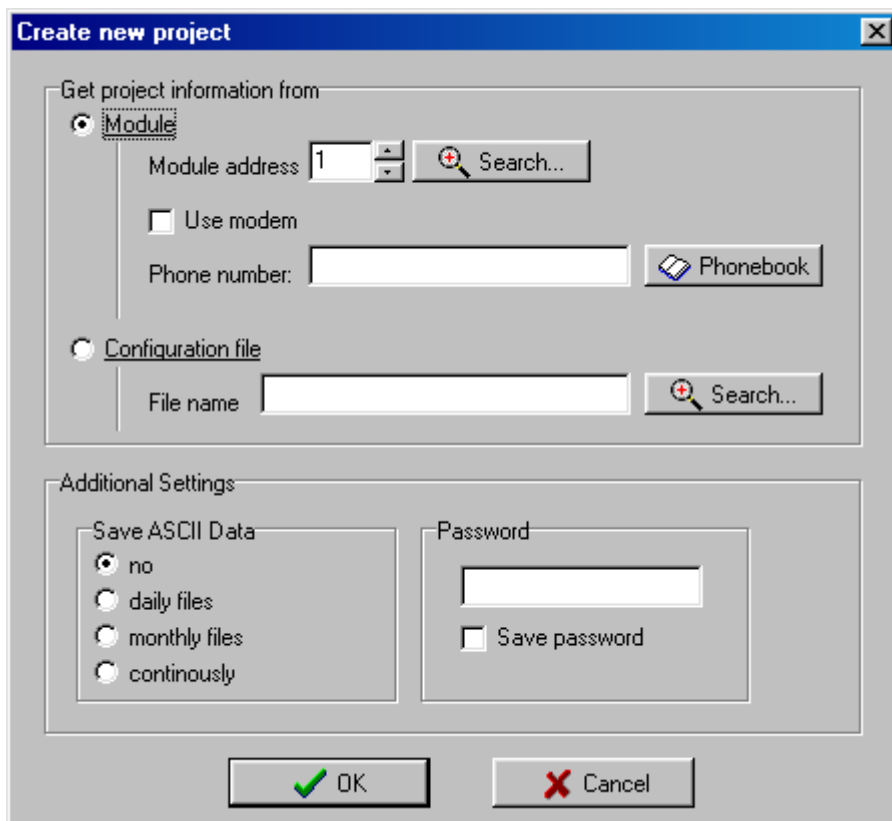 Create new project
Get project information from
Module
Module address 1 Search...
Use modem
Phone number: Phonebook
Configuration file
File name Search...
Additional Settings
Save ASCII Data
no
daily files
monthly files
continously
Password
Save password
OK Cancel